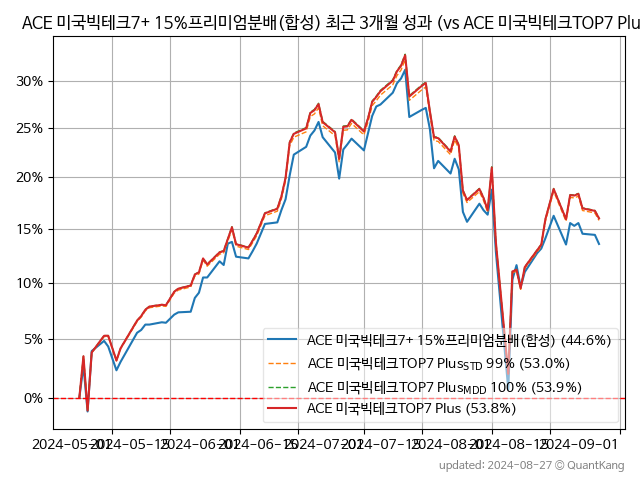 ACE 미국빅테크7+ 15%프리미엄분배(합성) 최근 3개월 성과 (vs ACE 미국빅테크TOP7 Plu
30%
25%
20%
15%
10%
5%
0%
ACE 미국빅테크7+ 15%프리미엄분배(합성) (44.6%)
ACE 미국빅테크TOP7 PlusSTD 99% (53.0%)
ACE 미국빅테크TOP7 PlusMDD 100% (53.9%)
ACE 미국빅테크TOP7 Plus (53.8%)
2024-05-01 2024-05-15 2024-06-01 2024-06-15 2024-07-01 2024-07-15 2024-08-01 2024-08-15 2024-09-01
updated: 2024-08-27 © QuantKang